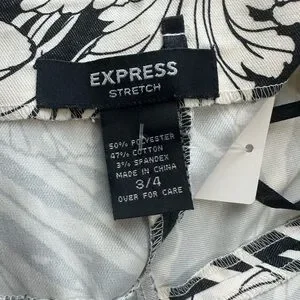 EXPRESS
STRETCH
50% POLYESTER
47% COTTON
3% SPANDEX
MADE IN CHINA
3/4
OVER FOR CARE